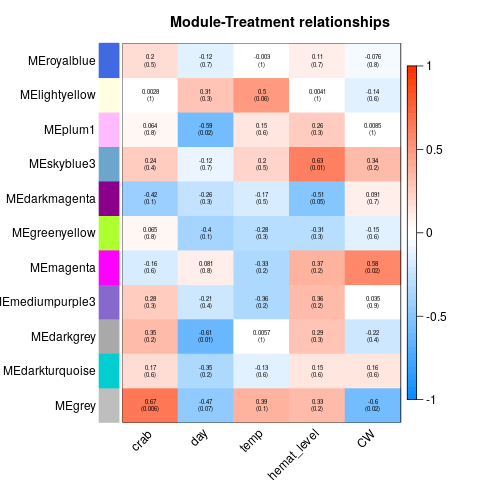 Module-Treatment relationships
MEroyalblue
0.2 -0.12 -0.003 0.11 -0.076
(0.5) (0.7) (1) (0.7) (0.8)
MElightyellow
0.0028 0.31 0.5 0.0041 -0.14
(1) (0.3) (0.06) (1) (0.6)
MEplum1
0.064 -0.59 0.15 0.26 0.0085
(0.8) (0.02) (0.6) (0.3) (1)
MEskyblue3
0.24 -0.12 0.2 0.63 0.34
(0.4) (0.7) (0.5) (0.01) (0.2)
MEdarkmagenta
-0.42 -0.26 -0.17 -0.51 0.091
(0.1) (0.3) (0.5) (0.05) (0.7)
MEgreenyellow
0.065 -0.4 -0.28 -0.31 -0.15
(0.8) (0.1) (0.3) (0.3) (0.6)
MEmagenta
-0.16 0.081 -0.33 0.37 0.58
(0.6) (0.8) (0.2) (0.2) (0.02)
MEmediumpurple3
0.28 -0.21 -0.36 0.36 0.035
(0.3) (0.4) (0.2) (0.2) (0.9)
MEdarkgrey
0.35 -0.61 0.0057 0.29 -0.22
(0.2) (0.01) (1) (0.3) (0.4)
MEdarkturquoise
0.17 -0.35 -0.13 0.15 0.16
(0.6) (0.2) (0.6) (0.6) (0.6)
MEgrey
0.67 -0.47 0.39 0.33 -0.6
(0.006) (0.07) (0.1) (0.2) (0.02)
crab day temp hemat_level CW
1
0.5
0
-0.5
-1